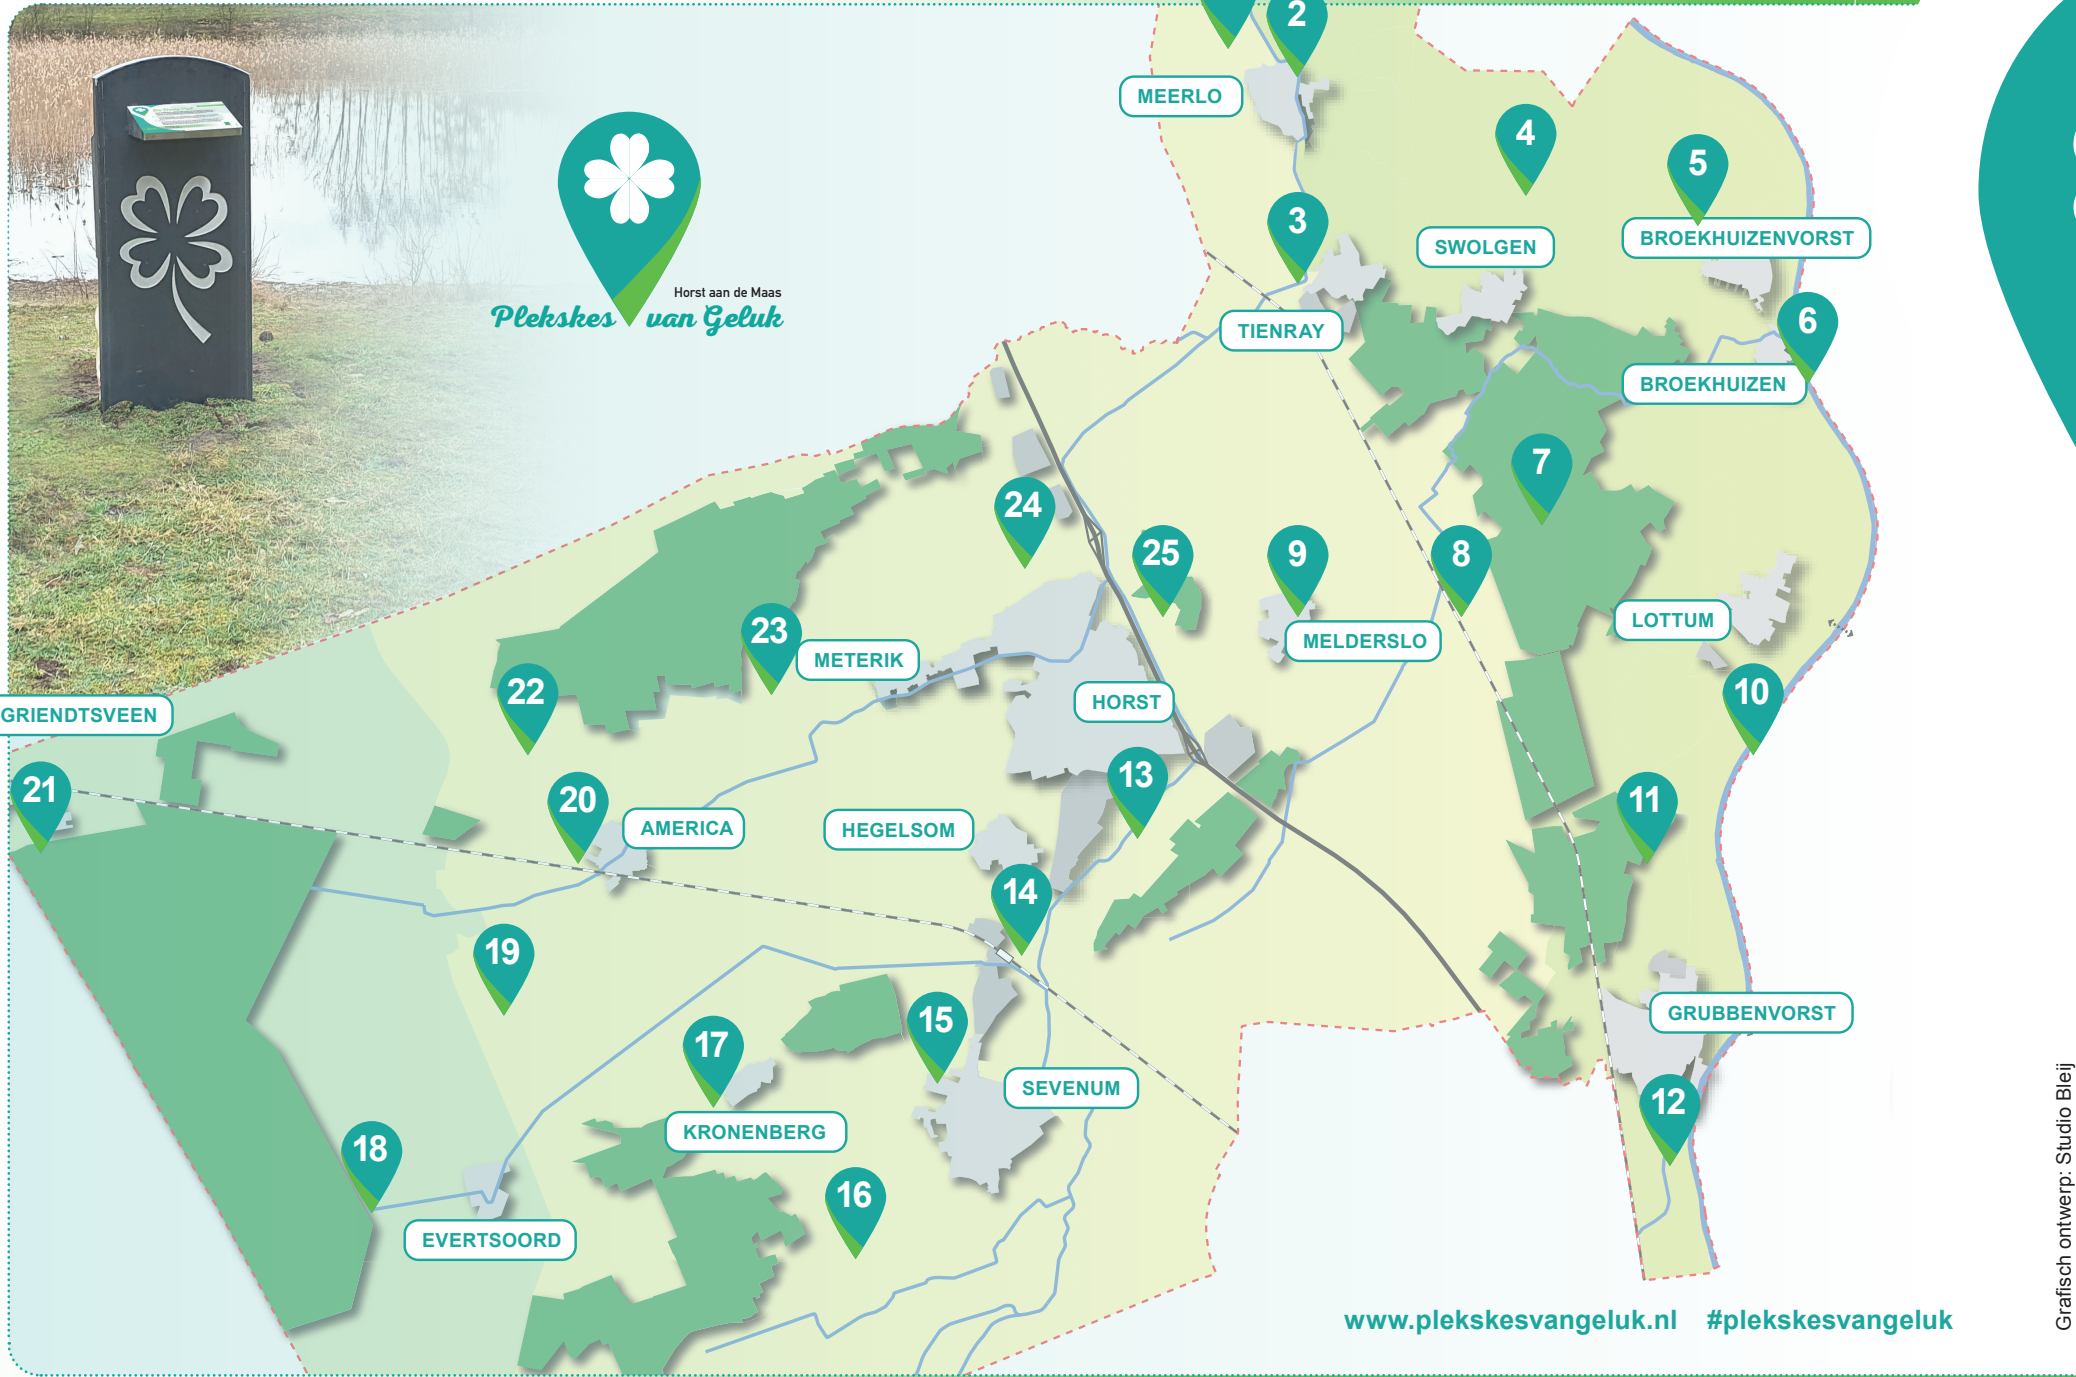 2
MEERLO
4
5
3
SWOLGEN
BROEKHUIZENVORST
Horst aan de Maas
Plekskes van Geluk
TIENRAY
6
BROEKHUIZEN
7
24
25
9
8
LOTTUM
23
METERIK
MELDERSLO
22
HORST
10
GRIENDTSVEEN
21
20
13
11
AMERICA
HEGELSOM
14
19
GRUBBENVORST
15
17
SEVENUM
12
KRONENBERG
18
16
EVERTSOORD
www.plekskesvangeluk.nl #plekskesvangeluk
Grafisch ontwerp: Studio Bleij